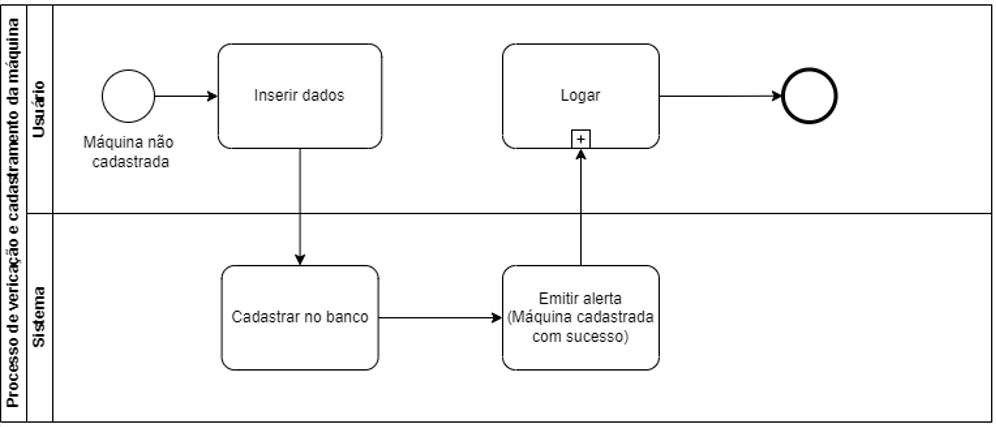 Processo de vericação e cadastramento da máquina
Usuário
Máquina não
cadastrada
Inserir dados
Logar
+
Sistema
Cadastrar no banco
Emitir alerta
(Máquina cadastrada
com sucesso)